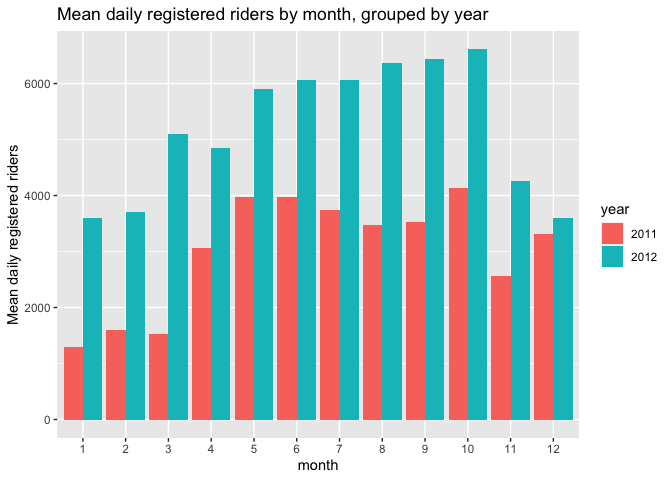 Mean daily registered riders by month, grouped by year
Mean daily registered riders
6000
4000
2000
0
1 2 3 4 5 6 7 8 9 10 11 12
month
year
2011
2012